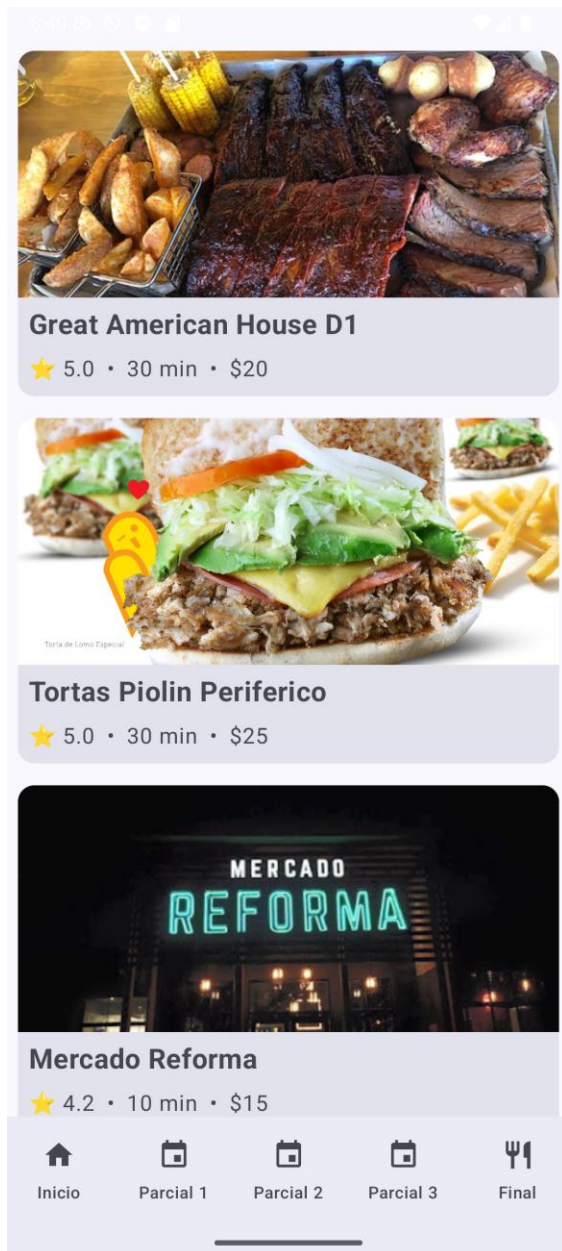 5:40
Great American House D1
⭐ 5.0 • 30 min • $20
Torta de Lomo Especial
Tortas Piolin Periferico
⭐ 5.0 • 30 min • $25
MERCADO
REFORMA
Mercado Reforma
⭐ 4.2 • 10 min • $15
Inicio
Parcial 1
Parcial 2
Parcial 3
Final